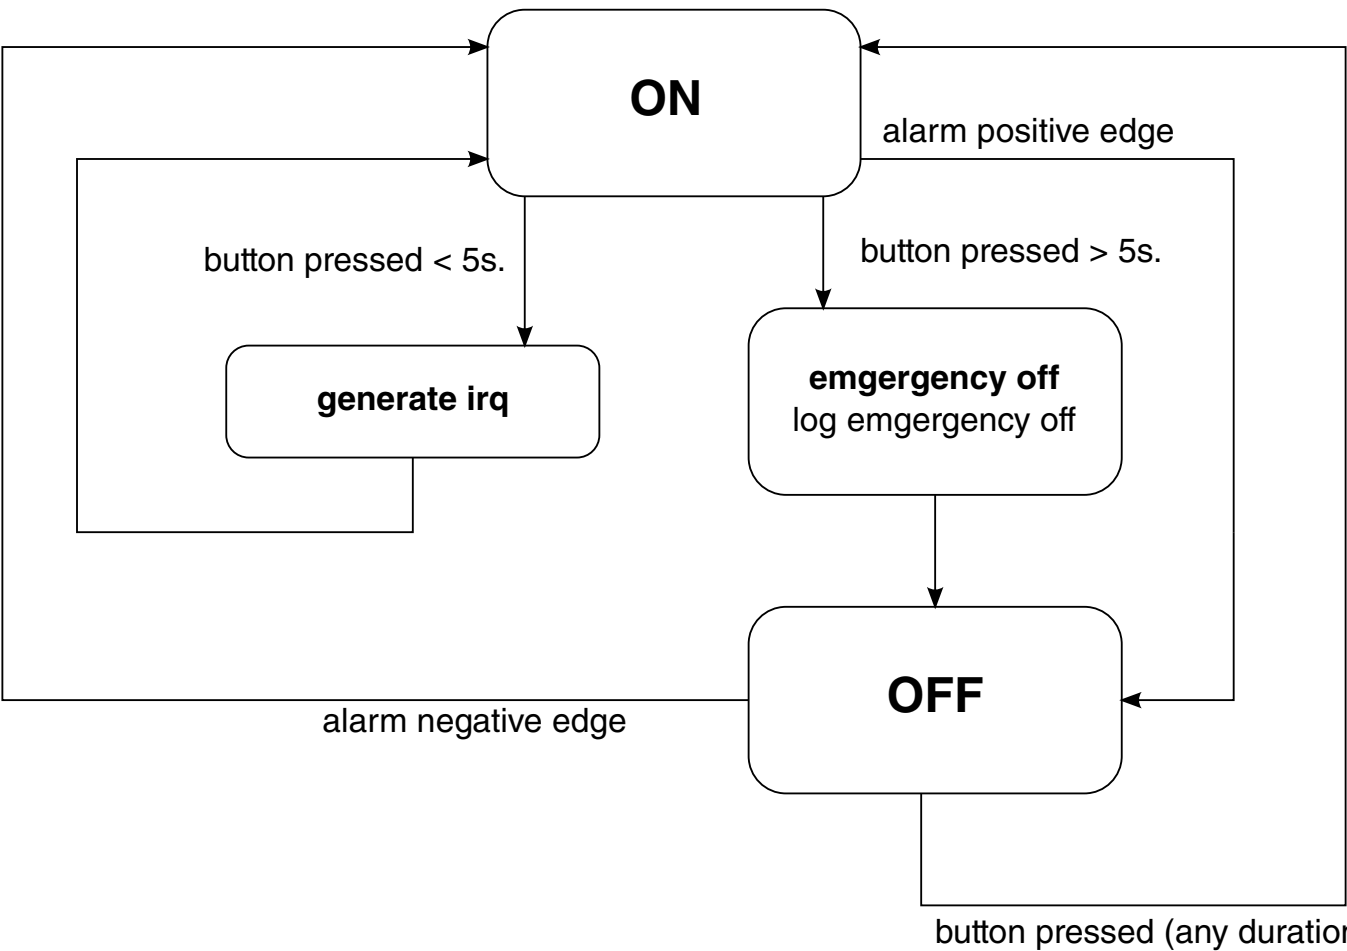 ON
alarm positive edge
button pressed < 5s.
button pressed > 5s.
generate irq
emgergency off
log emgergency off
OFF
alarm negative edge
button pressed (any duration